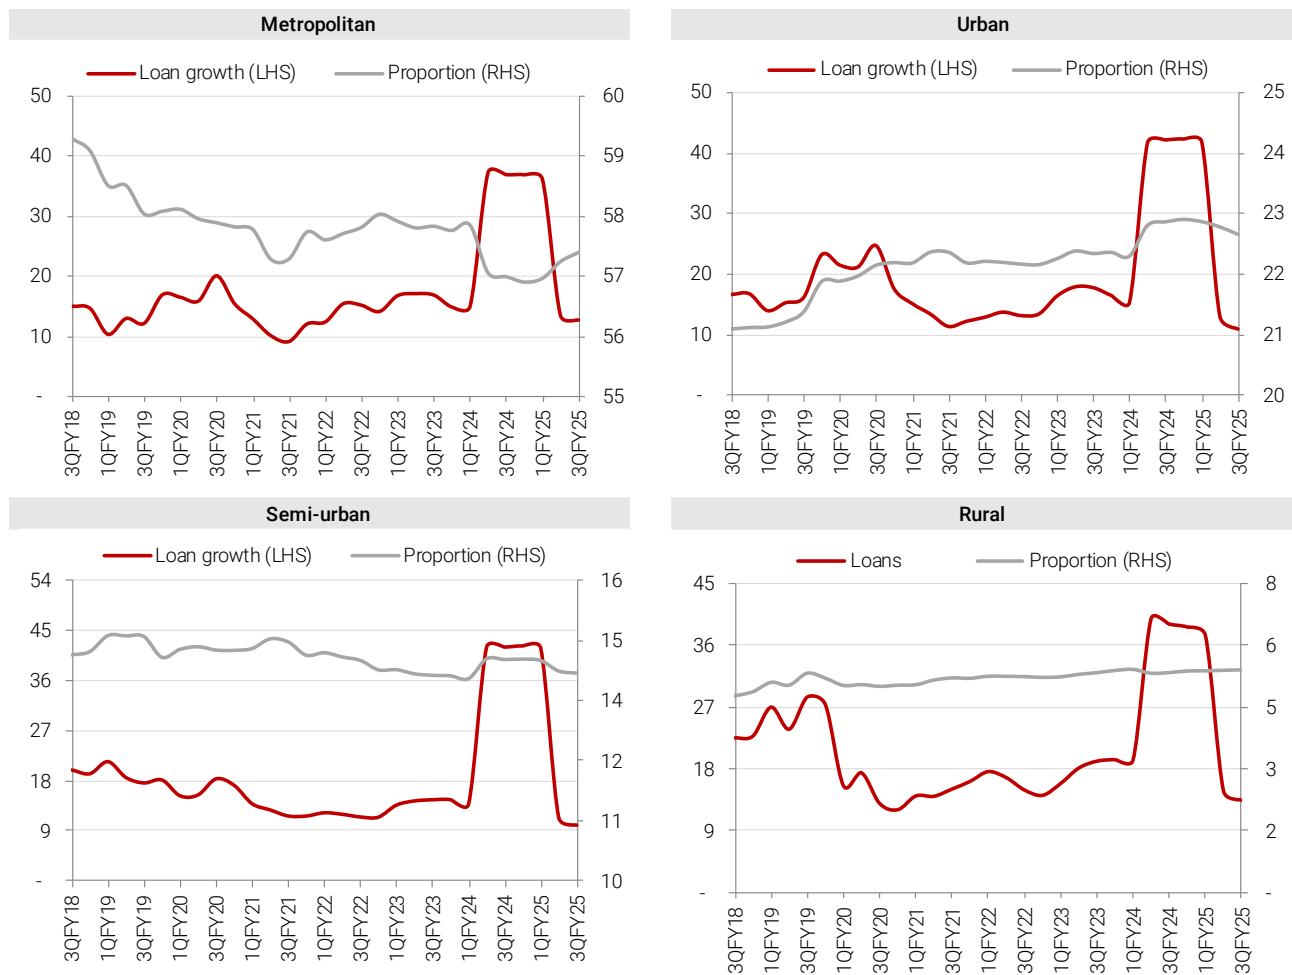 Metropolitan
Loan growth (LHS) Proportion (RHS)
50 60
40 59
30 58
20 57
10 56
- 55
3QFY18 1QFY19 3QFY19 1QFY20 3QFY20 1QFY21 3QFY21 1QFY22 3QFY22 1QFY23 3QFY23 1QFY24 3QFY24 1QFY25 3QFY25
Urban
Loan growth (LHS) Proportion (RHS)
50 25
40 24
30 23
20 22
10 21
- 20
3QFY18 1QFY19 3QFY19 1QFY20 3QFY20 1QFY21 3QFY21 1QFY22 3QFY22 1QFY23 3QFY23 1QFY24 3QFY24 1QFY25 3QFY25
Semi-urban
Loan growth (LHS) Proportion (RHS)
54 16
45 15
36 14
27
18 12
9 11
- 10
3QFY18 1QFY19 3QFY19 1QFY20 3QFY20 1QFY21 3QFY21 1QFY22 3QFY22 1QFY23 3QFY23 1QFY24 3QFY24 1QFY25 3QFY25
Rural
Loans Proportion (RHS)
45 8
36 6
27 5
18 3
9 2
- -
3QFY18 1QFY19 3QFY19 1QFY20 3QFY20 1QFY21 3QFY21 1QFY22 3QFY22 1QFY23 3QFY23 1QFY24 3QFY24 1QFY25 3QFY25